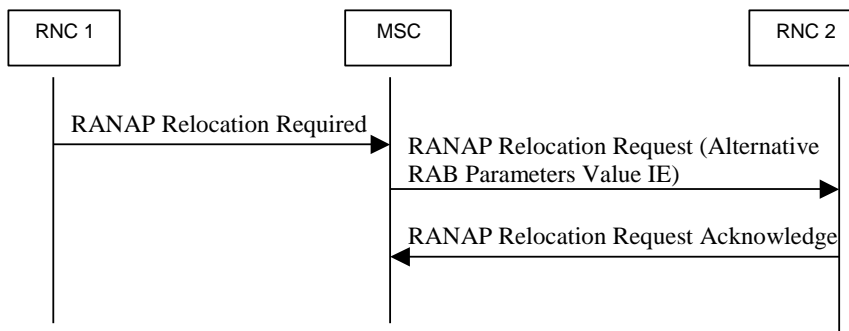 RNC 1
MSC
RNC 2
RANAP Relocation Required
RANAP Relocation Request (Alternative
RAB Parameters Value IE)
RANAP Relocation Request Acknowledge